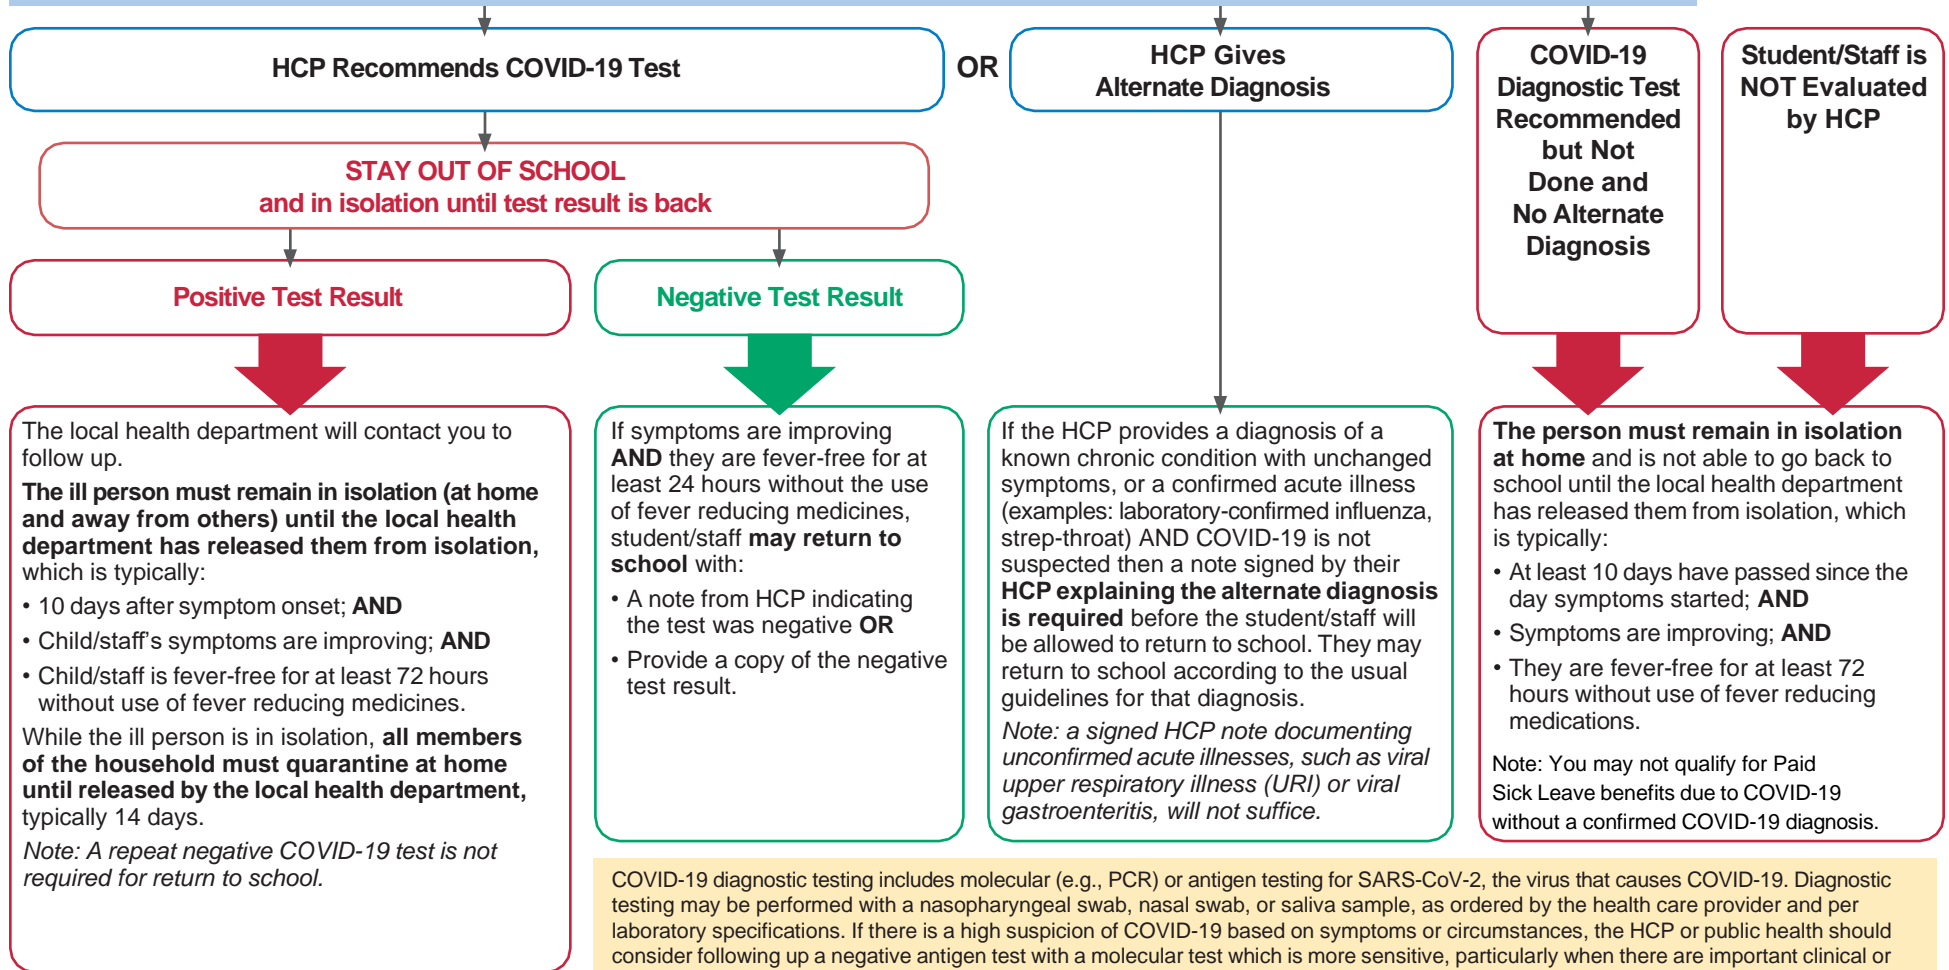 HCP Recommends COVID-19 Test
OR
HCP Gives
Alternate Diagnosis
COVID-19
Diagnostic Test
Recommended
but Not
Done and
No Alternate
Diagnosis
Student/Staff is
NOT Evaluated
by HCP
STAY OUT OF SCHOOL
and in isolation until test result is back
Positive Test Result
Negative Test Result
The local health department will contact you to
follow up.
The ill person must remain in isolation (at home
and away from others) until the local health
department has released them from isolation,
which is typically:
• 10 days after symptom onset; AND
• Child/staff’s symptoms are improving; AND
• Child/staff is fever-free for at least 72 hours
without use of fever reducing medicines.
While the ill person is in isolation, all members
of the household must quarantine at home
until released by the local health department,
typically 14 days.
Note: A repeat negative COVID-19 test is not
required for return to school.
If symptoms are improving
AND they are fever-free for at
least 24 hours without the use
of fever reducing medicines,
student/staff may return to
school with:
• A note from HCP indicating
the test was negative OR
• Provide a copy of the negative
test result.
If the HCP provides a diagnosis of a
known chronic condition with unchanged
symptoms, or a confirmed acute illness
(examples: laboratory-confirmed influenza,
strep-throat) AND COVID-19 is not
suspected then a note signed by their
HCP explaining the alternate diagnosis
is required before the student/staff will
be allowed to return to school. They may
return to school according to the usual
guidelines for that diagnosis.
Note: a signed HCP note documenting
unconfirmed acute illnesses, such as viral
upper respiratory illness (URI) or viral
gastroenteritis, will not suffice.
The person must remain in isolation
at home and is not able to go back to
school until the local health department
has released them from isolation, which
is typically:
• At least 10 days have passed since the
day symptoms started; AND
• Symptoms are improving; AND
• They are fever-free for at least 72
hours without use of fever reducing
medications.
Note: You may not qualify for Paid
Sick Leave benefits due to COVID-19
without a confirmed COVID-19 diagnosis.
COVID-19 diagnostic testing includes molecular (e.g., PCR) or antigen testing for SARS-CoV-2, the virus that causes COVID-19. Diagnostic
testing may be performed with a nasopharyngeal swab, nasal swab, or saliva sample, as ordered by the health care provider and per
laboratory specifications. If there is a high suspicion of COVID-19 based on symptoms or circumstances, the HCP or public health should
consider following up a negative antigen test with a molecular test which is more sensitive, particularly when there are important clinical or